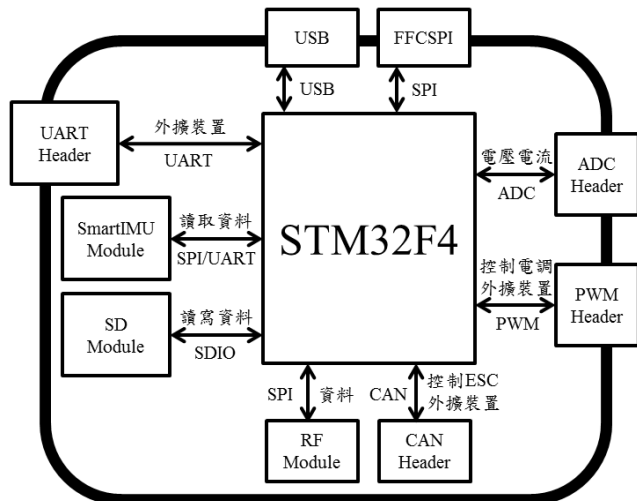 USB
FFCSPI
USB
SPI
UART
Header
外擴裝置
UART
電壓電流
ADC
ADC
Header
SmartIMU
Module
讀取資料
SPI/UART
STM32F4
控制電調
外擴裝置
PWM
PWM
Header
SD
Module
讀寫資料
SDIO
SPI
資料
CAN
控制ESC
外擴裝置
RF
Module
CAN
Header